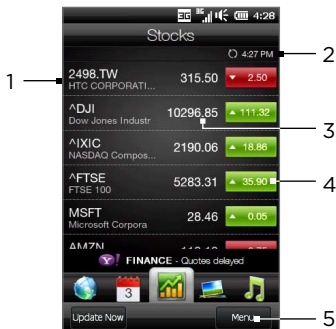 3G 4:28
Stocks
4:27 PM 2
1 2498.TW 315.50 2.50
HTC CORPORATI...
^DJI 10296.85 111.32
Dow Jones Industr
3
^IXIC 2190.06 18.86
NASDAQ Compos...
^FTSE 5283.31 35.90 4
FTSE 100
MSFT 28.46 0.05
Microsoft Corpora
AMZN
Y! FINANCE - Quotes delayed
3
Update Now Menu 5